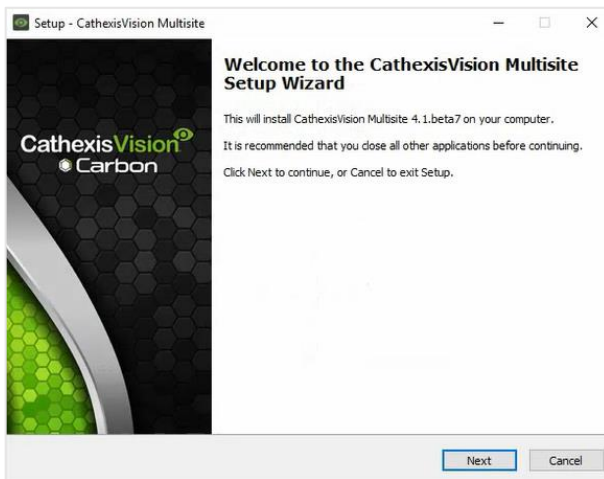 Setup - CathexisVision Multisite
CathexisVision
Carbon
Welcome to the CathexisVision Multisite
Setup Wizard
This will install CathexisVision Multisite 4.1.beta7 on your computer.
It is recommended that you close all other applications before continuing.
Click Next to continue, or Cancel to exit Setup.
Next Cancel